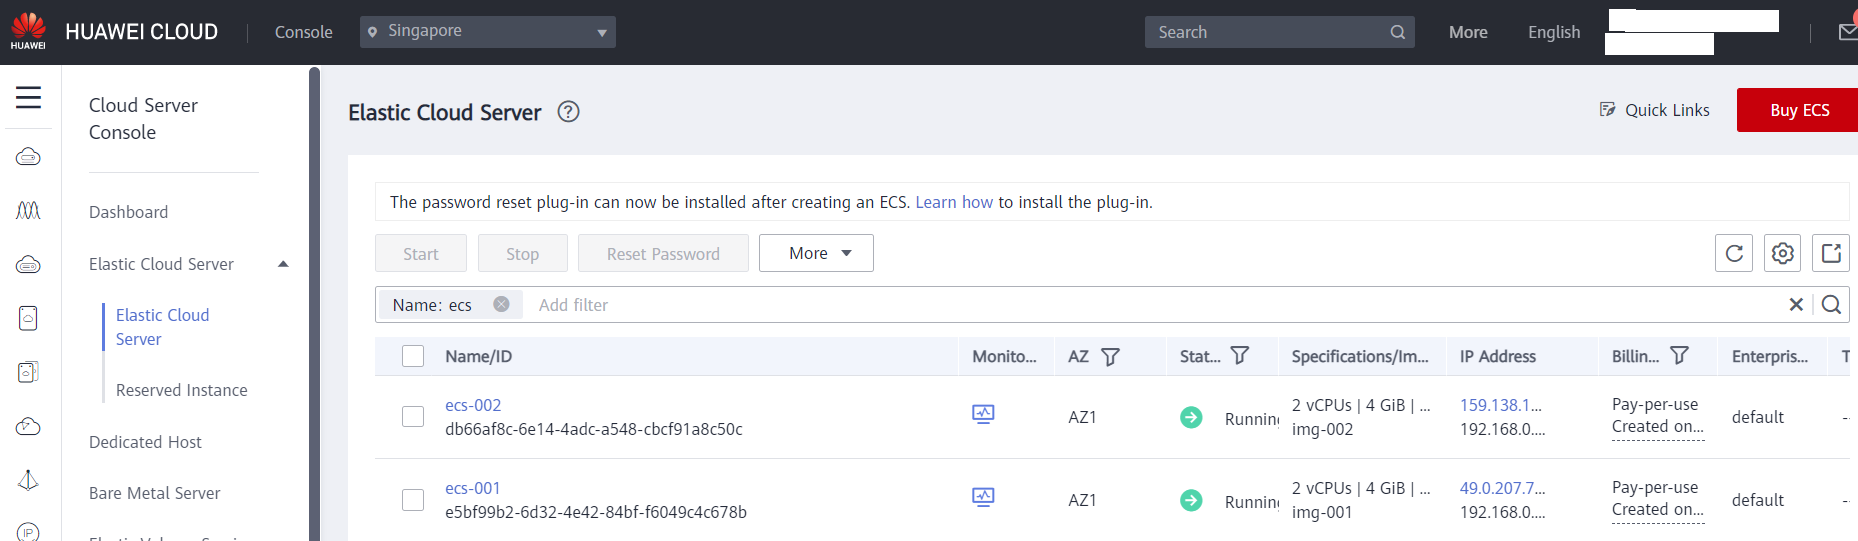 HUAWEI
HUAWEI CLOUD
Console
Singapore
Search
More
English
Cloud Server
Console
Dashboard
Elastic Cloud Server
Elastic Cloud
Server
Reserved Instance
Dedicated Host
Bare Metal Server
IP
Elastic Cloud Server ?
Quick Links
Buy ECS
The password reset plug-in can now be installed after creating an ECS. Learn how to install the plug-in.
Start
Stop
Reset Password
More
Name: ecs
Add filter
Name/ID
Monito...
AZ
Stat...
Specifications/Im...
IP Address
Billin...
Enterpris...
T
ecs-002
db66af8c-6e14-4adc-a548-cbcf91a8c50c
AZ1
Running
2 vCPUs | 4 GiB | ...
img-002
159.138.1...
192.168.0....
Pay-per-use
Created on...
default
--
ecs-001
e5bf99b2-6d32-4e42-84bf-f6049c4c678b
AZ1
Running
2 vCPUs | 4 GiB | ...
img-001
49.0.207.7...
192.168.0....
Pay-per-use
Created on...
default
--